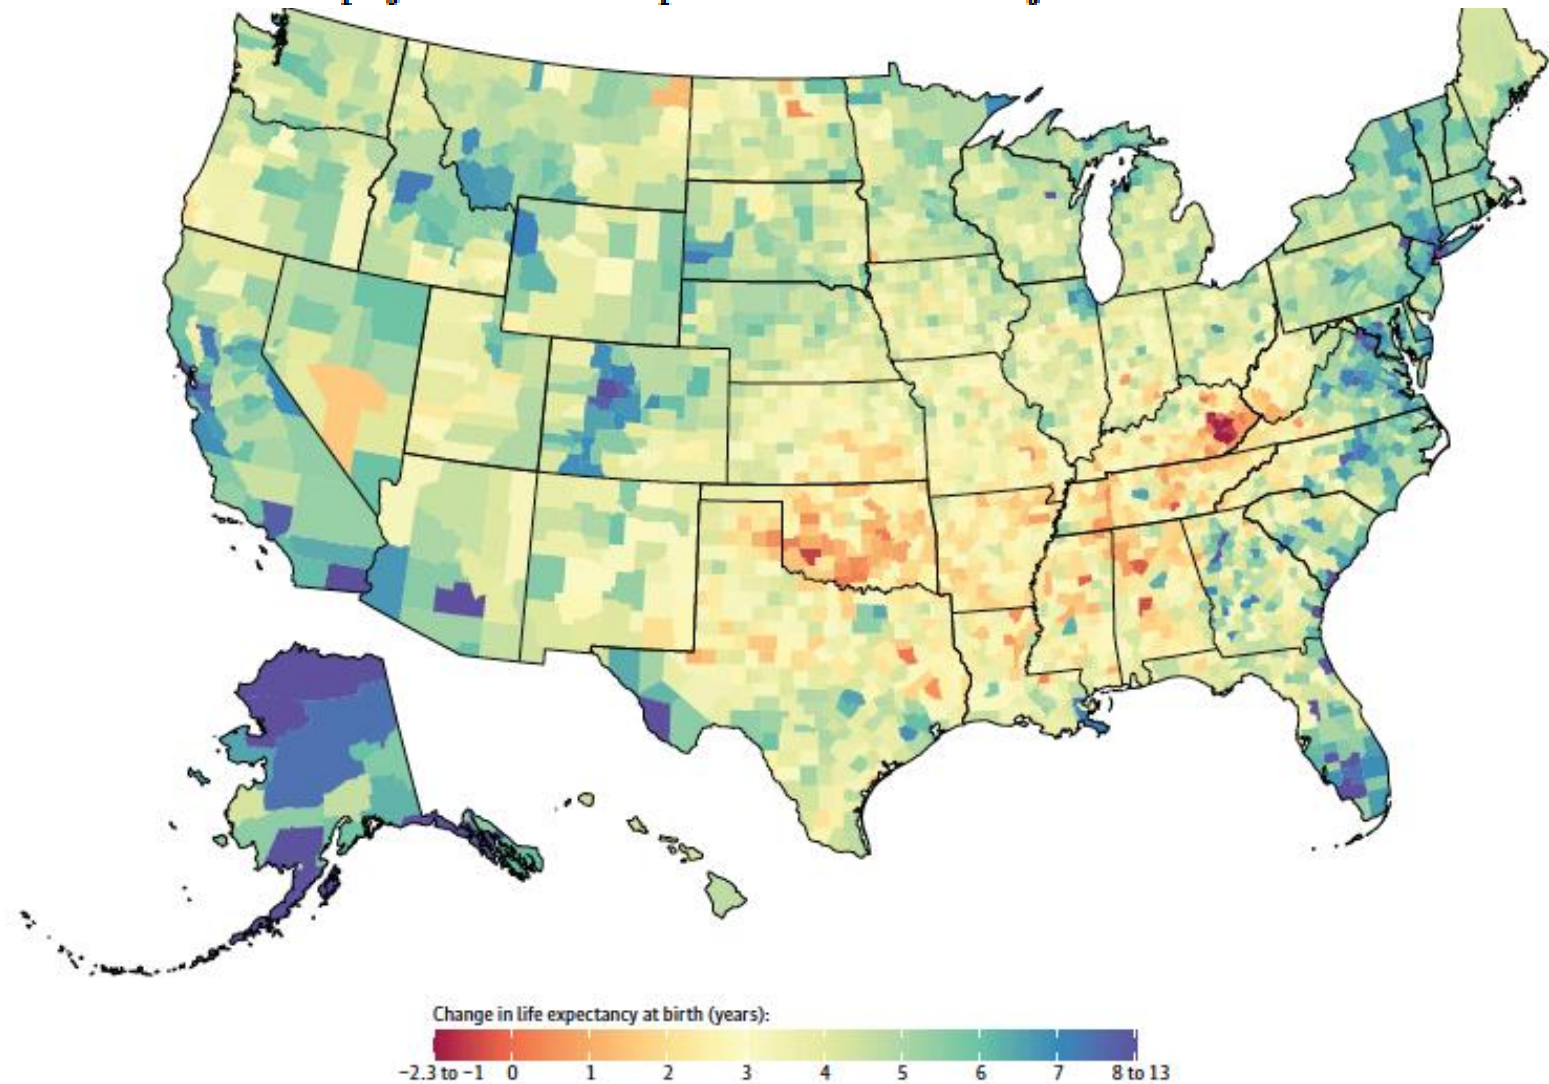 Change in life expectancy at birth (years):
−2.3 to −1 0 1 2 3 4 5 6 7 8 to 13